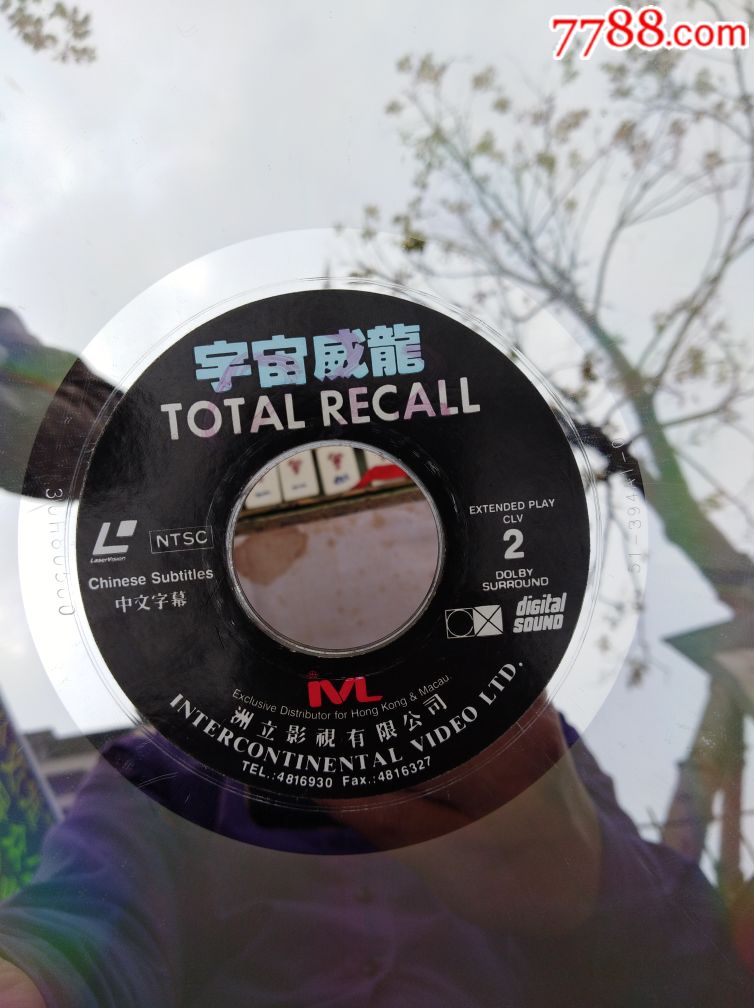 7788.com
宇宙威龍
TOTAL RECALL
LaserVision
NTSC
Chinese Subtitles
中文字幕
EXTENDED PLAY
CLV
2
DOLBY
SURROUND
digital
SOUND
IVL
Exclusive Distributor for Hong Kong & Macau.
洲立影視有限公司
INTERCONTINENTAL VIDEO LTD.
TEL.:4816930 Fax.:4816327